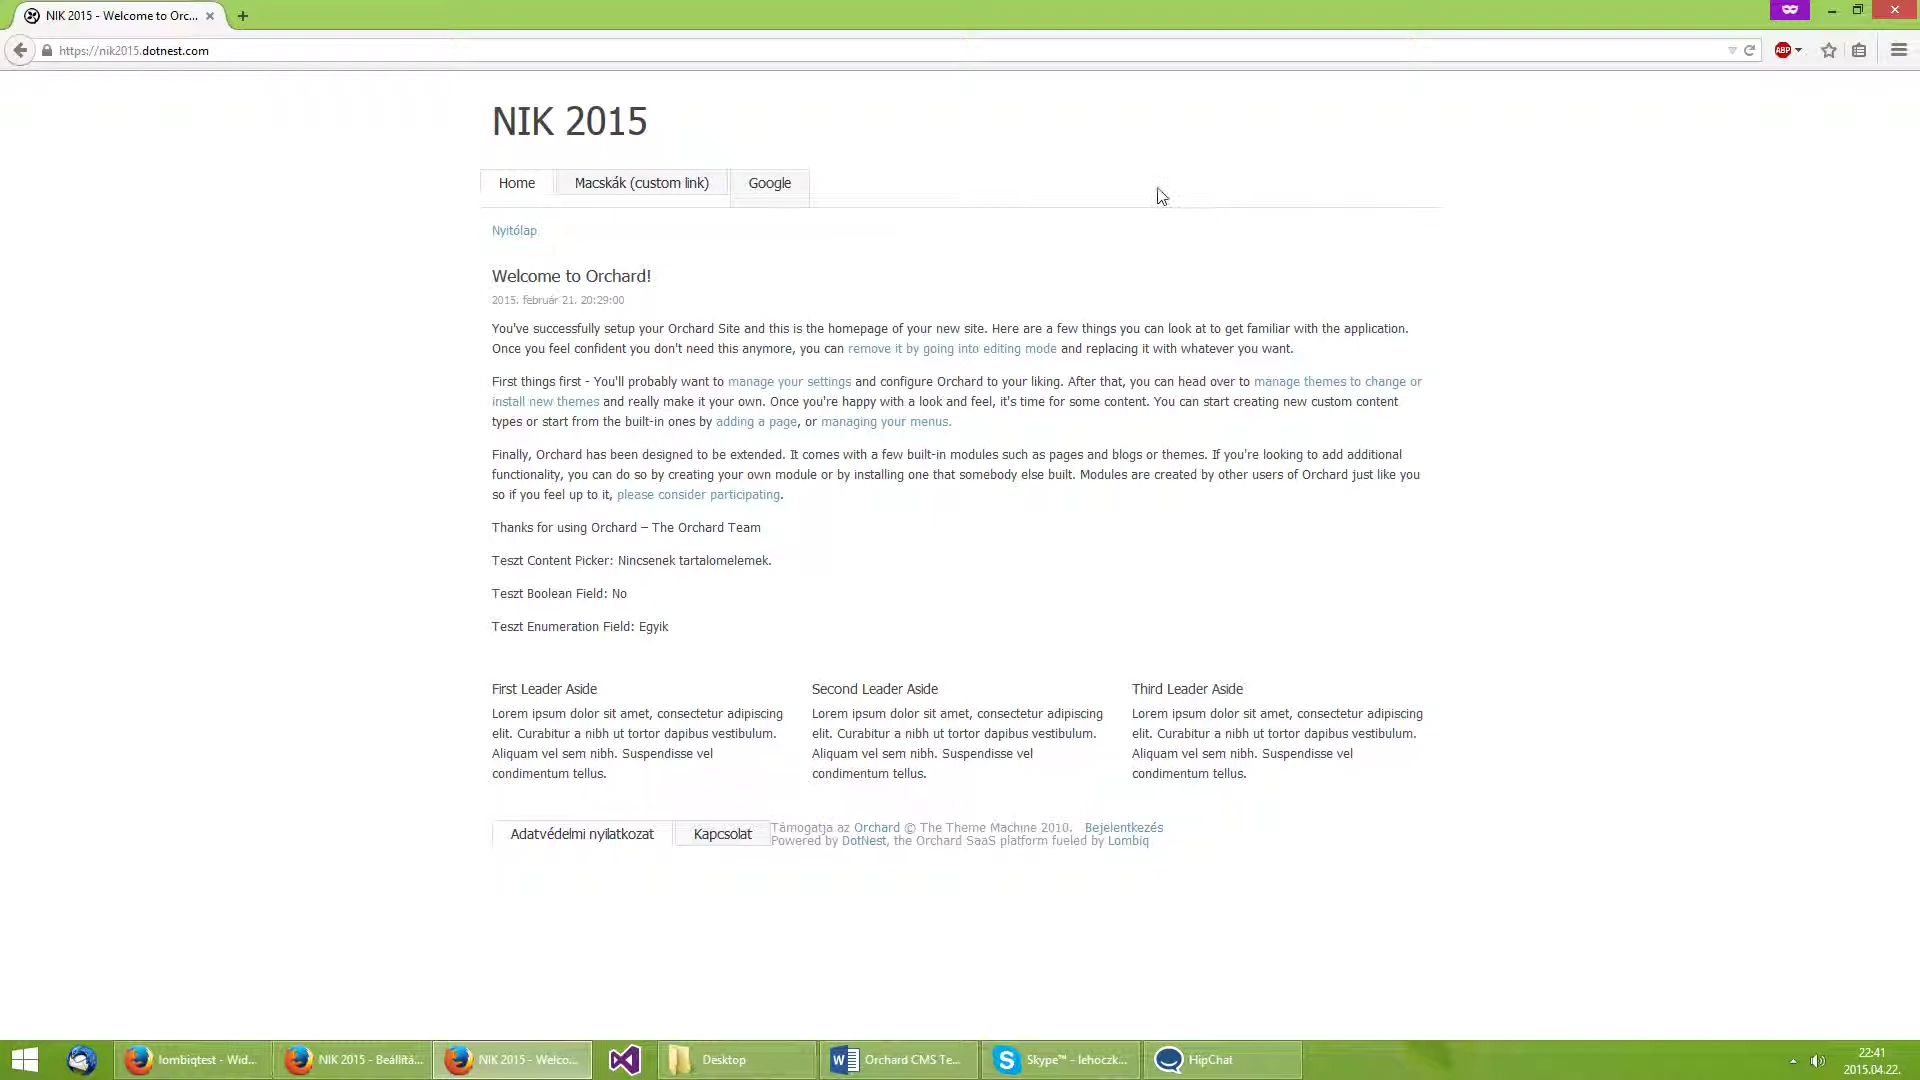 NIK 2015 - Welcome to Orc...
https://nik2015.dotnest.com
ABP
NIK 2015
Home
Macskák (custom link)
Google
Nyitólap
Welcome to Orchard!
2015. február 21. 20:29:00
You've successfully setup your Orchard Site and this is the homepage of your new site. Here are a few things you can look at to get familiar with the application.
Once you feel confident you don't need this anymore, you can remove it by going into editing mode and replacing it with whatever you want.
First things first - You'll probably want to manage your settings and configure Orchard to your liking. After that, you can head over to manage themes to change or
install new themes and really make it your own. Once you're happy with a look and feel, it's time for some content. You can start creating new custom content
types or start from the built-in ones by adding a page, or managing your menus.
Finally, Orchard has been designed to be extended. It comes with a few built-in modules such as pages and blogs or themes. If you're looking to add additional
functionality, you can do so by creating your own module or by installing one that somebody else built. Modules are created by other users of Orchard just like you
so if you feel up to it, please consider participating.
Thanks for using Orchard – The Orchard Team
Teszt Content Picker: Nincsenek tartalomelemek.
Teszt Boolean Field: No
Teszt Enumeration Field: Egyik
First Leader Aside
Lorem ipsum dolor sit amet, consectetur adipiscing
elit. Curabitur a nibh ut tortor dapibus vestibulum.
Aliquam vel sem nibh. Suspendisse vel
condimentum tellus.
Second Leader Aside
Lorem ipsum dolor sit amet, consectetur adipiscing
elit. Curabitur a nibh ut tortor dapibus vestibulum.
Aliquam vel sem nibh. Suspendisse vel
condimentum tellus.
Third Leader Aside
Lorem ipsum dolor sit amet, consectetur adipiscing
elit. Curabitur a nibh ut tortor dapibus vestibulum.
Aliquam vel sem nibh. Suspendisse vel
condimentum tellus.
Adatvédelmi nyilatkozat
Kapcsolat
Támogatja az Orchard © The Theme Machine 2010. Bejelentkezés
Powered by DotNest, the Orchard SaaS platform fueled by Lombiq
lombiqtest - Wid...
NIK 2015 - Beállítá...
NIK 2015 - Welco...
Desktop
Orchard CMS Te...
Skype™ - lehoczk...
HipChat
22:41
2015.04.22.